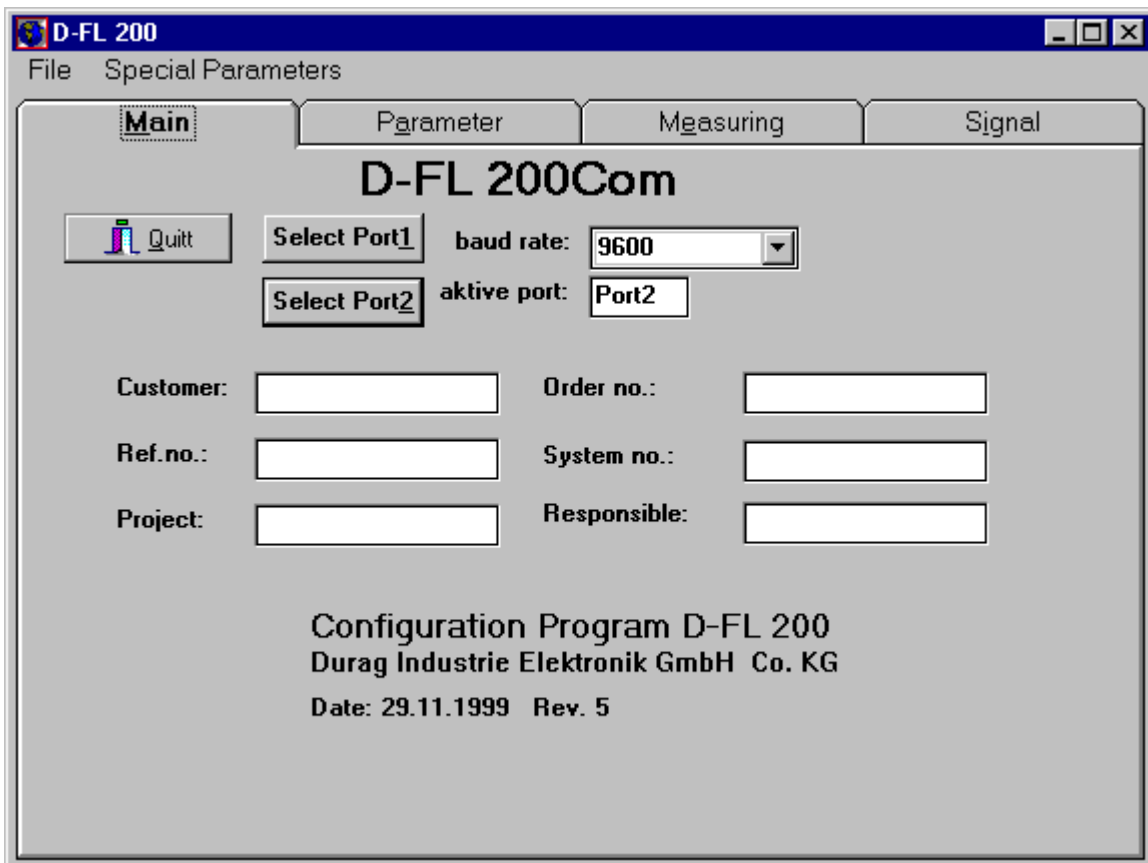 D-FL 200
File Special Parameters
Main Parameter Measuring Signal
D-FL 200Com
Quitt Select Port1 baud rate: 9600
Select Port2 aktive port: Port2
Customer: Order no.:
Ref.no.: System no.:
Project: Responsible:
Configuration Program D-FL 200
Durag Industrie Elektronik GmbH Co. KG
Date: 29.11.1999 Rev. 5